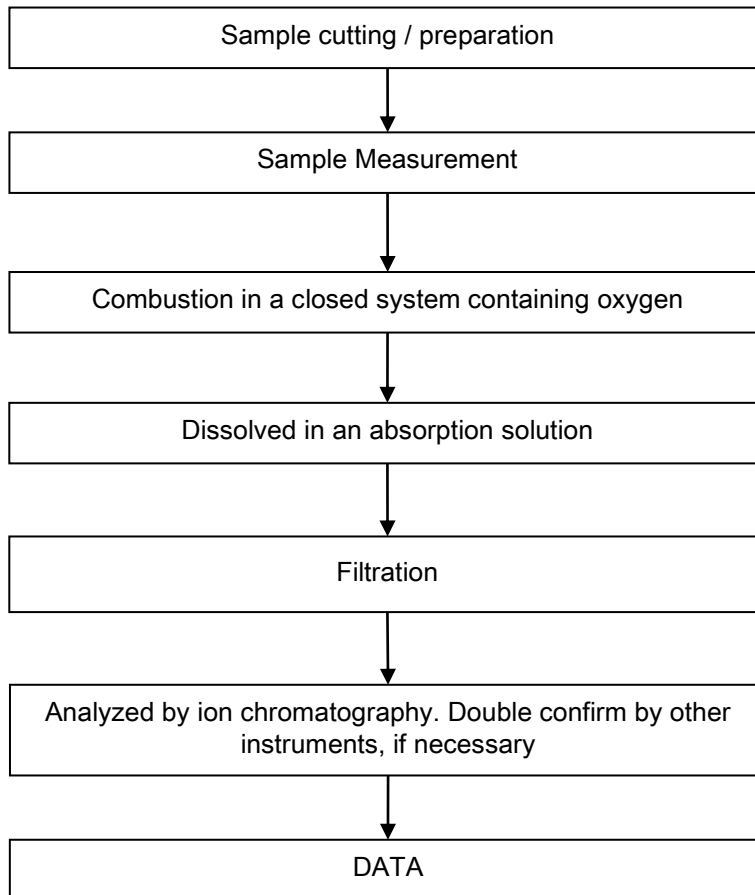 Sample cutting / preparation
Sample Measurement
Combustion in a closed system containing oxygen
Dissolved in an absorption solution
Filtration
Analyzed by ion chromatography. Double confirm by other
instruments, if necessary
DATA